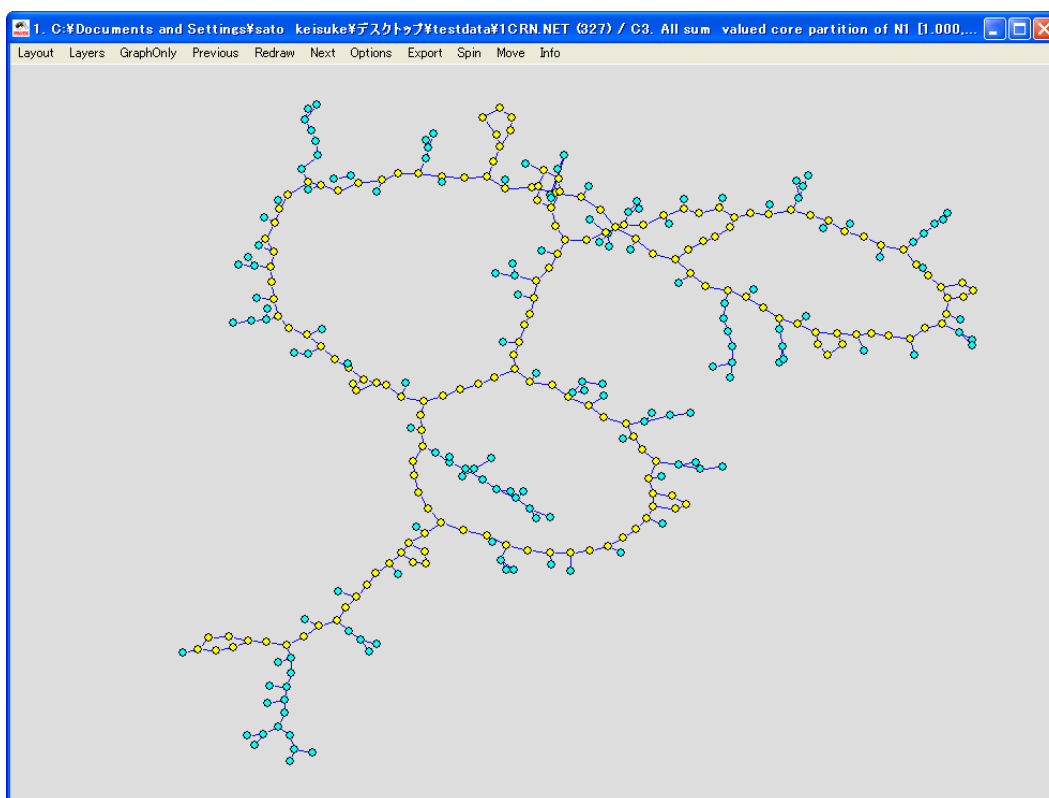 1. C:¥Documents and Settings¥sato keisuke¥デスクトップ¥testdata¥1CRN.NET (327) / C3. All sum valued core partition of N1 [1.000,...
Layout Layers GraphOnly Previous Redraw Next Options Export Spin Move Info